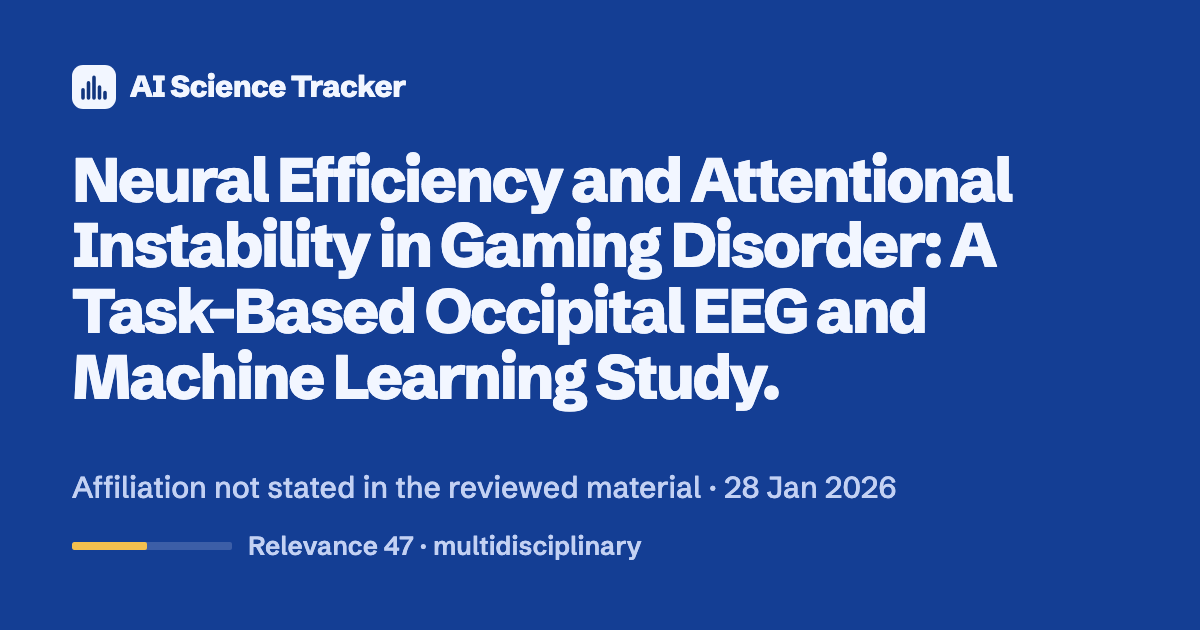 AI Science Tracker
Neural Efficiency and Attentional
Instability in Gaming Disorder: A
Task-Based Occipital EEG and
Machine Learning Study.
Affiliation not stated in the reviewed material · 28 Jan 2026
Relevance 47 · multidisciplinary